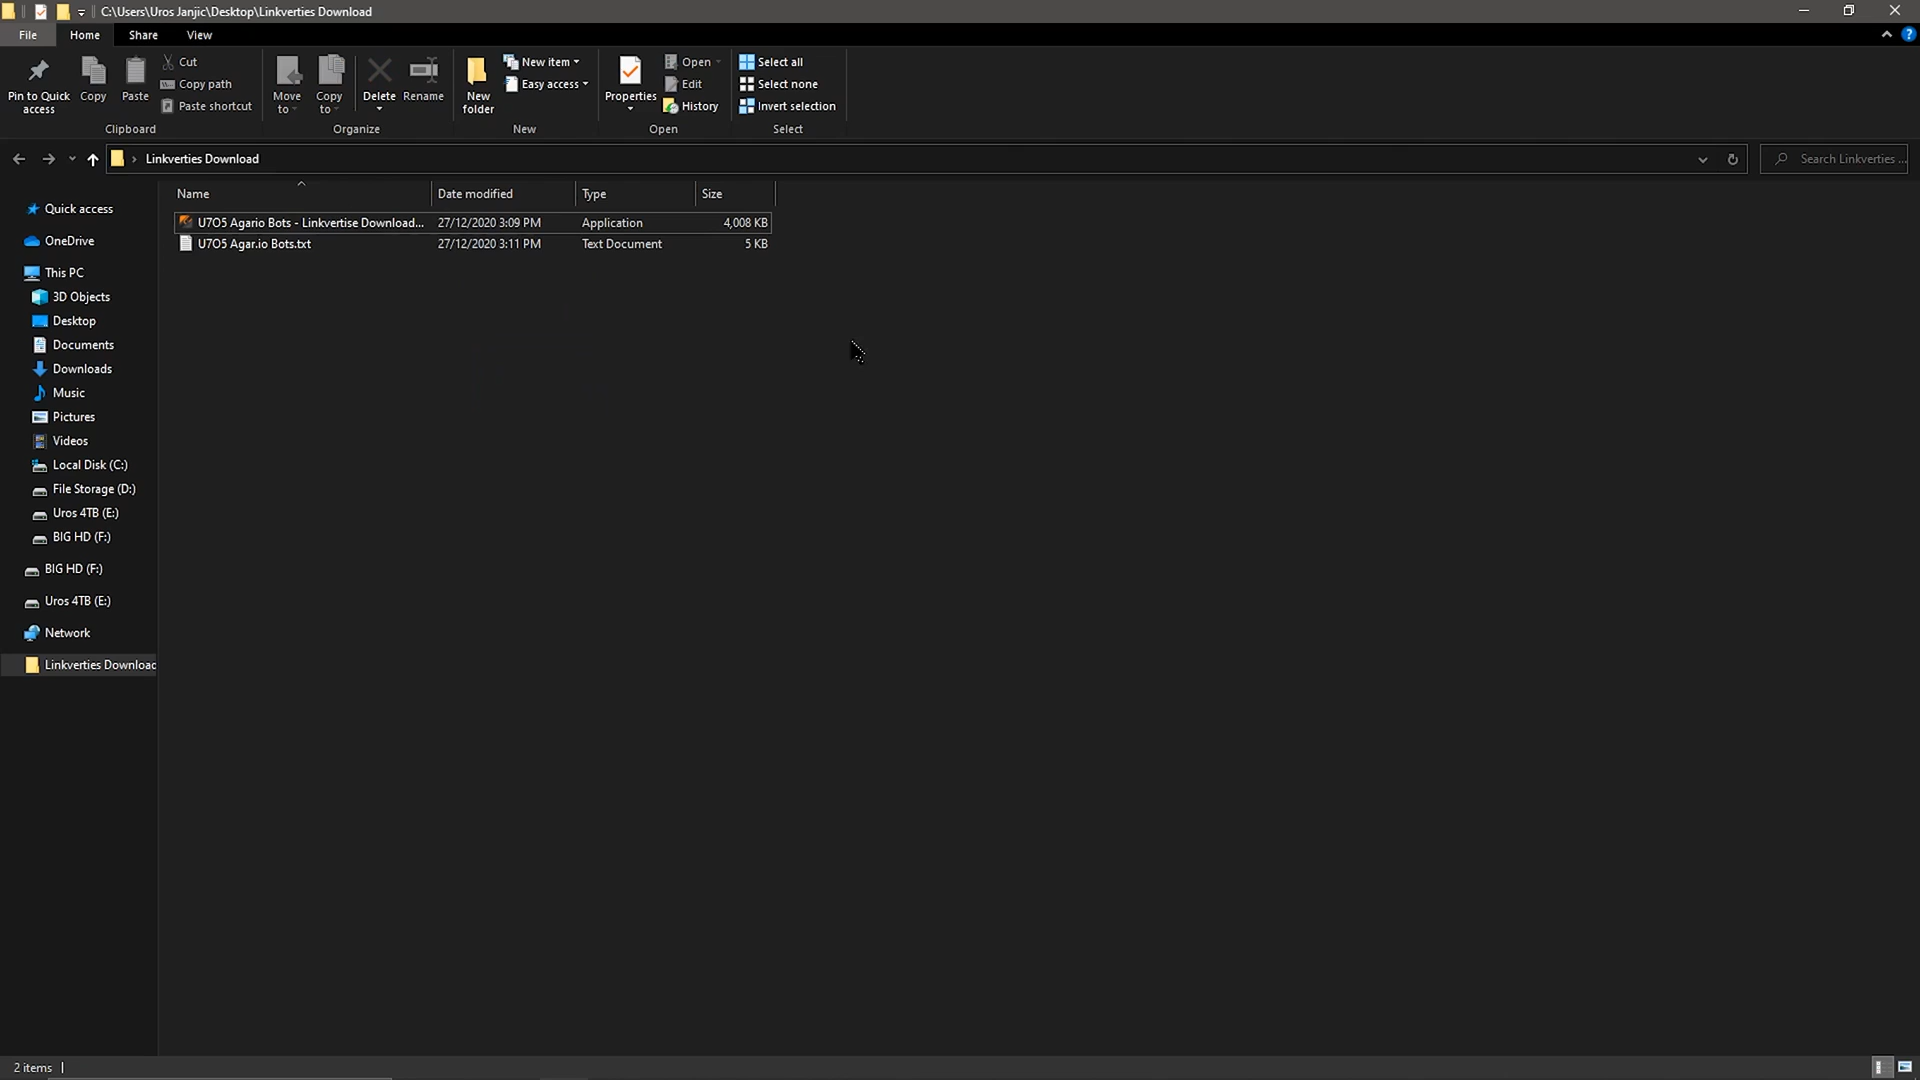 C:\Users\Uros Janjic\Desktop\Linkverties Download
File Home Share View
Pin to Quick access
Copy
Paste
Cut
Copy path
Paste shortcut
Clipboard
Move to
Copy to
Delete
Rename
Organize
New folder
New item
Easy access
New
Properties
Open
Edit
History
Open
Select all
Select none
Invert selection
Select
Linkverties Download
Search Linkverties ...
Name Date modified Type Size
U7O5 Agario Bots - Linkvertise Download... 27/12/2020 3:09 PM Application 4,008 KB
U7O5 Agar.io Bots.txt 27/12/2020 3:11 PM Text Document 5 KB
Quick access
OneDrive
This PC
3D Objects
Desktop
Documents
Downloads
Music
Pictures
Videos
Local Disk (C:)
File Storage (D:)
Uros 4TB (E:)
BIG HD (F:)
BIG HD (F:)
Uros 4TB (E:)
Network
Linkverties Download
2 items